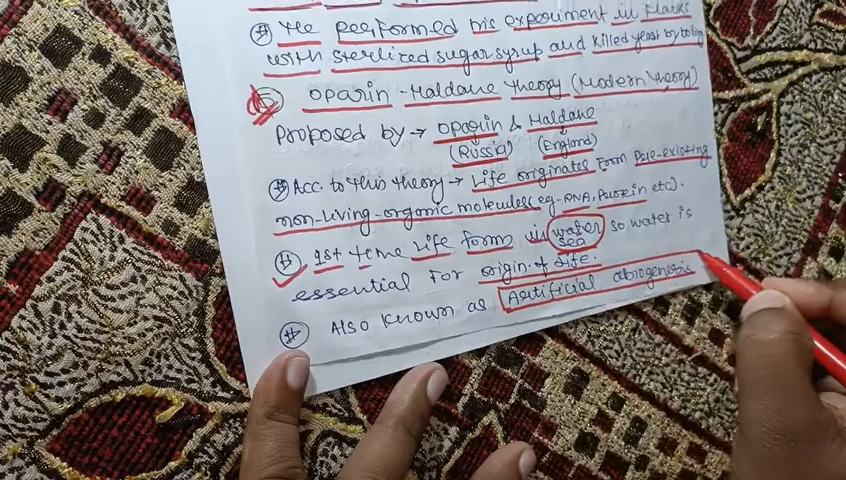 # He performed his experiment in flasks
with sterlized sugar syrup and killed yeast by boiling
Oparin - Haldane theory (Modern theory)
Proposed by → Oparin & Haldane
(Russia) (England)
# Acc. to this theory → Life originates form Pre-existing
non-living-organic molecules eg - RNA, Protein etc).
# 1st time Life form in water so water is
sea
essential for origin of life.
# Also known as Artificial abiogenesis